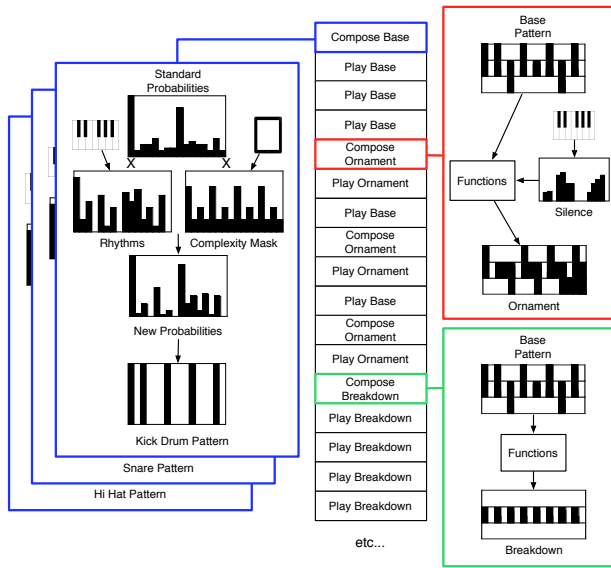 Standard
Probabilities
X
X
Rhythms
Complexity Mask
New Probabilities
Kick Drum Pattern
Snare Pattern
Hi Hat Pattern
Compose Base
Play Base
Play Base
Play Base
Compose
Ornament
Play Ornament
Play Base
Compose
Ornament
Play Ornament
Play Base
Compose
Ornament
Play Ornament
Compose
Breakdown
Play Breakdown
Play Breakdown
Play Breakdown
Play Breakdown
etc...
Base
Pattern
Functions
Silence
Ornament
Base
Pattern
Functions
Breakdown